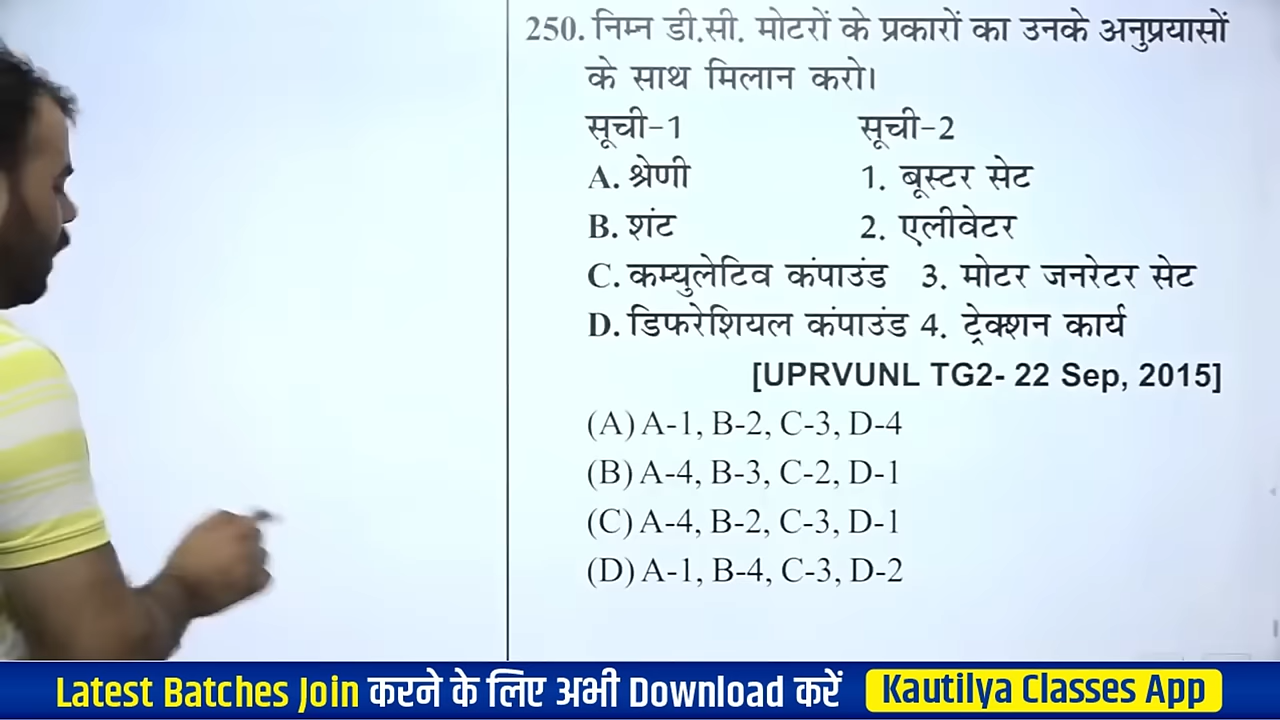 250. निम्न डी.सी. मोटरों के प्रकारों का उनके अनुप्रयासों
के साथ मिलान करो।
सूची-1 सूची-2
A. श्रेणी 1. बूस्टर सेट
B. शंट 2. एलीवेटर
C. कम्युलेटिव कंपाउंड 3. मोटर जनरेटर सेट
D. डिफरेशियल कंपाउंड 4. ट्रेक्शन कार्य
[UPRVUNL TG2- 22 Sep, 2015]
(A) A-1, B-2, C-3, D-4
(B) A-4, B-3, C-2, D-1
(C) A-4, B-2, C-3, D-1
(D) A-1, B-4, C-3, D-2
Latest Batches Join करने के लिए अभी Download करें Kautilya Classes App